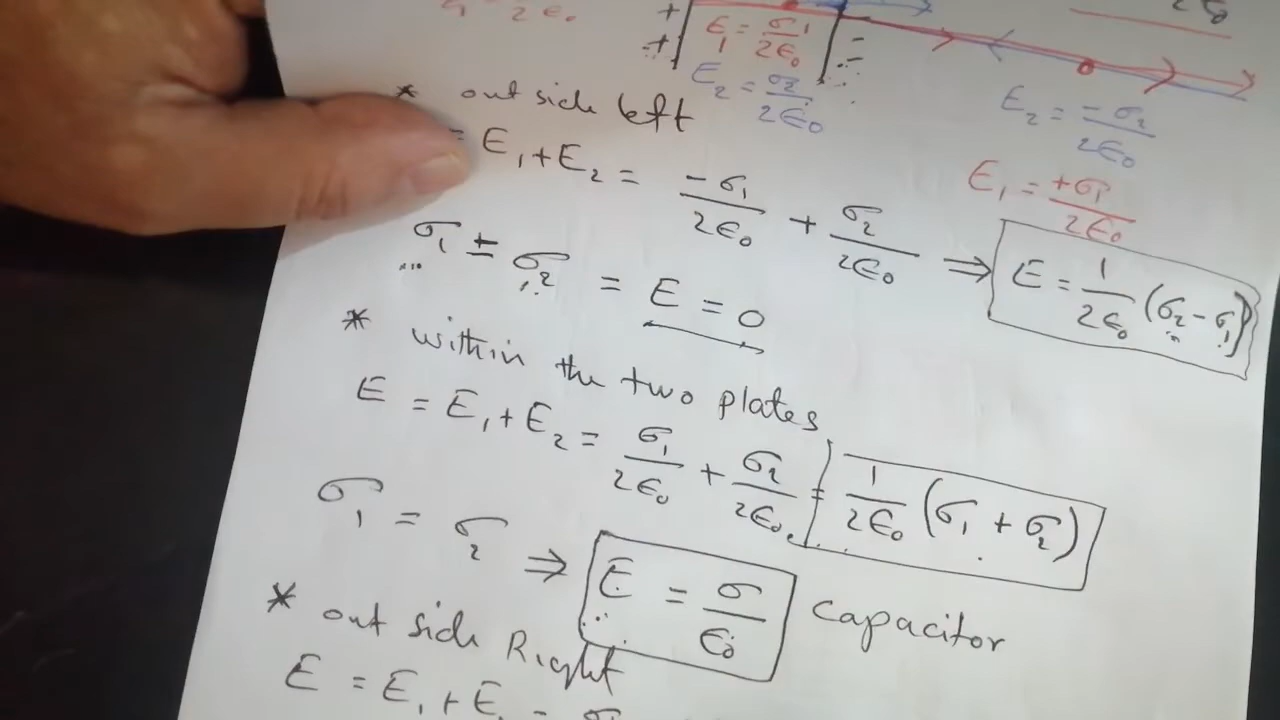 2ϵ₀
E₁ = σ₁/2ϵ₀
E₂ = σ₂/2ϵ₀
E₂ = -σ₂/2ϵ₀
E₁ = +σ₁/2ϵ₀
* out side left
= E₁ + E₂ = -σ₁/2ϵ₀ + σ₂/2ϵ₀ ⇒ E = 1/2ϵ₀ (σ₂ - σ₁)
σ₁ ± σ₂ = E = 0
* within the two plates
E = E₁ + E₂ = σ₁/2ϵ₀ + σ₂/2ϵ₀ = 1/2ϵ₀ (σ₁ + σ₂)
σ₁ = σ₂ ⇒ E = σ/ϵ₀ capacitor
* out side Right
E = E₁ + E